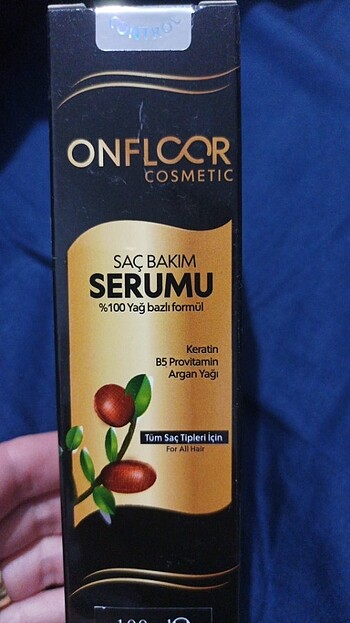 CONTROL
ONFLOOR
COSMETIC
SAÇ BAKIM
SERUMU
%100 Yağ bazlı formül
Keratin
B5 Provitamin
Argan Yağı
Tüm Saç Tipleri İçin
For All Hair